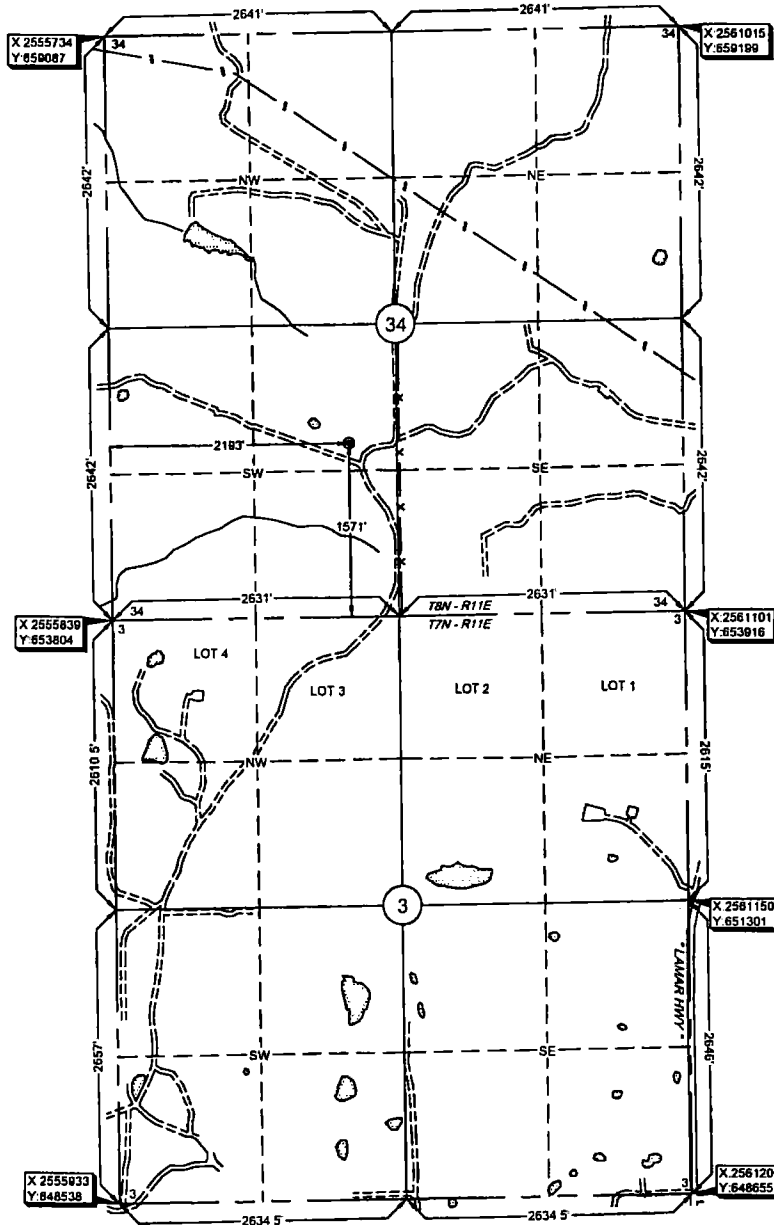 2641'
2641'
X 2555734
Y:659087
34
34
X:2561015
Y:659199
2642'
NW
NE
2642'
34
2193'
2642'
SW
SE
2642'
1571'
2631'
2631'
34
T8N - R11E
34
X 2555839
Y:653804
3
T7N - R11E
3
X:2561101
Y:653916
LOT 4
LOT 3
LOT 2
LOT 1
2610 5'
NW
NE
2615'
3
X 2561150
Y:651301
"LAMAR HWY"
2657'
SW
SE
2646'
X 2555933
Y:648538
3
3
X.256120
Y:648655
2634 5'
2634 5'